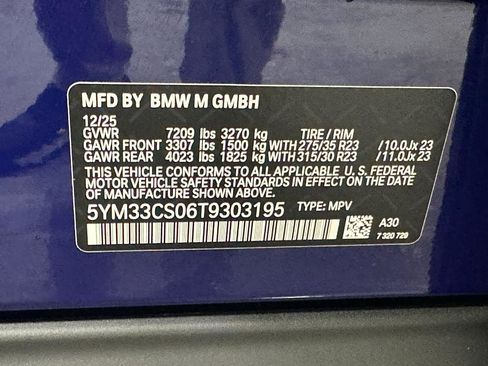 MFD BY BMW M GMBH
12/25
GVWR 7209 lbs 3270 kg TIRE / RIM
GAWR FRONT 3307 lbs 1500 kg WITH 275/35 R23 /10.0Jx 23
GAWR REAR 4023 lbs 1825 kg WITH 315/30 R23 /11.0Jx 23
THIS VEHICLE CONFORMS TO ALL APPLICABLE U. S. FEDERAL
MOTOR VEHICLE SAFETY STANDARDS IN EFFECT ON THE
DATE OF MANUFACTURE SHOWN ABOVE.
5YM33CS06T9303195 TYPE: MPV
A30
7 320 729